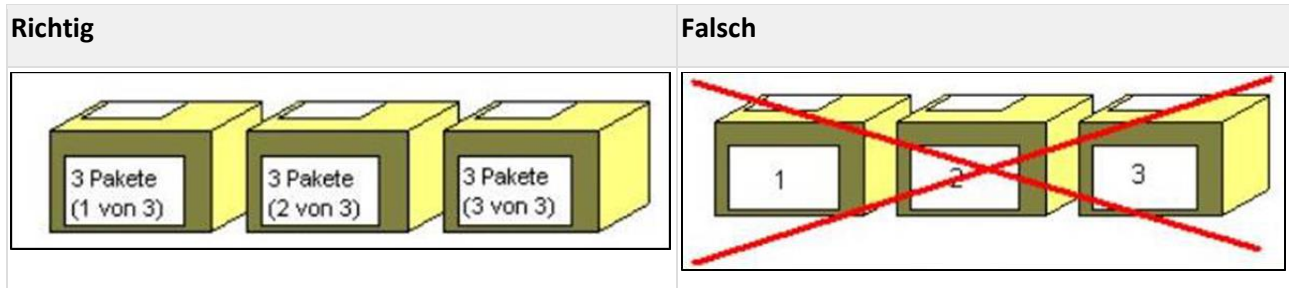 Richtig
Falsch
3 Pakete
(1 von 3)
3 Pakete
(2 von 3)
3 Pakete
(3 von 3)
1
2
3